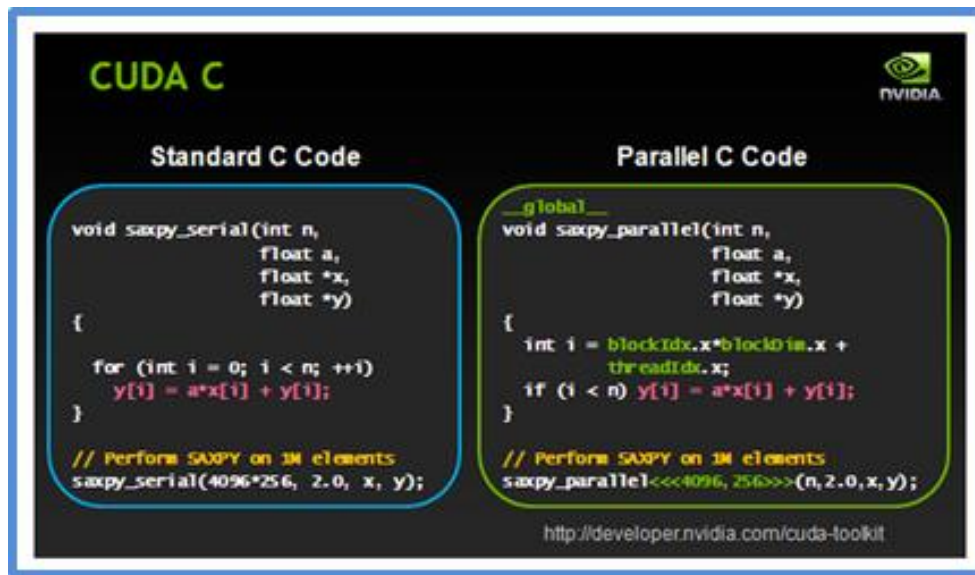 CUDA C
NVIDIA
Standard C Code
void saxpy_serial(int n,
float a,
float *x,
float *y)
{
for (int i = 0; i < n; ++i)
y[i] = a*x[i] + y[i];
}
// Perform SAXPY on 1M elements
saxpy_serial(4096*256, 2.0, x, y);
Parallel C Code
__global__
void saxpy_parallel(int n,
float a,
float *x,
float *y)
{
int i = blockIdx.x*blockDim.x +
threadIdx.x;
if (i < n) y[i] = a*x[i] + y[i];
}
// Perform SAXPY on 1M elements
saxpy_parallel<<<4096,256>>>(n,2.0,x,y);
http://developer.nvidia.com/cuda-toolkit